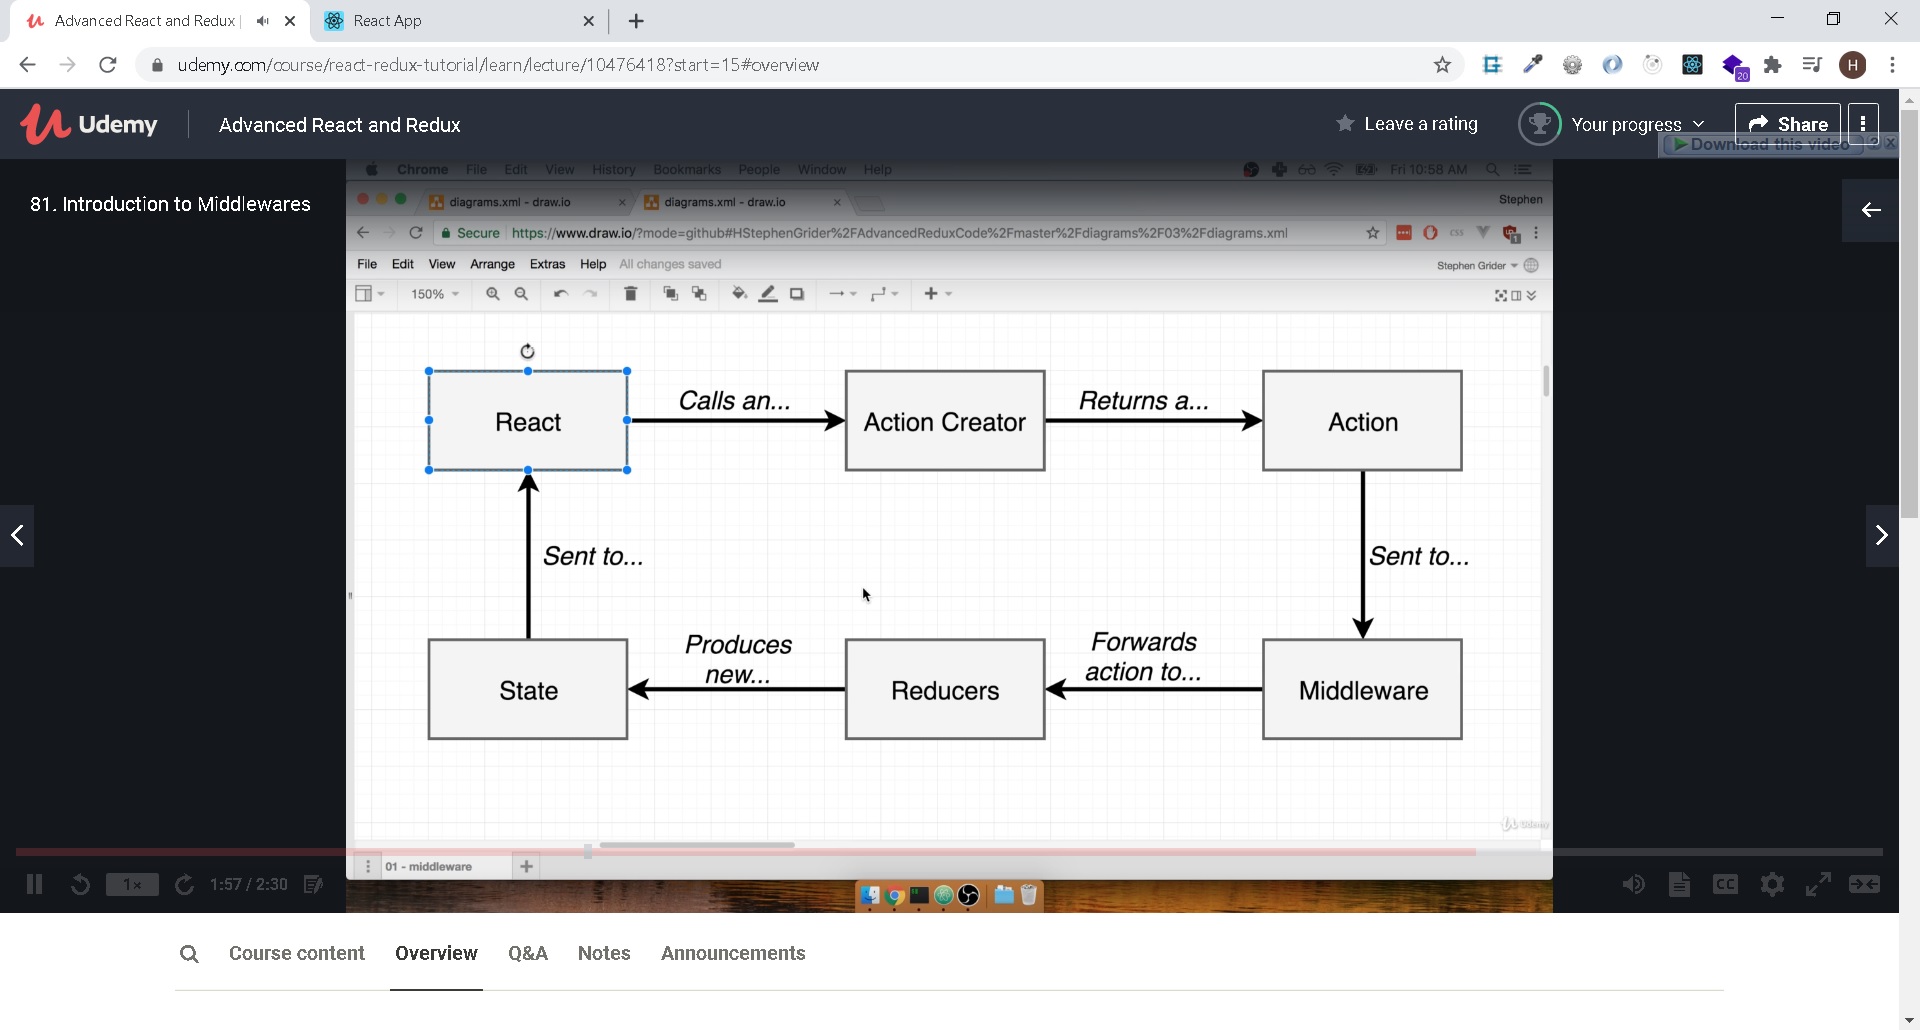 Advanced React and Redux
React App
udemy.com/course/react-redux-tutorial/learn/lecture/10476418?start=15#overview
20
H
Udemy
Advanced React and Redux
Leave a rating
Your progress
Share
Download this video
81. Introduction to Middlewares
Chrome File Edit View History Bookmarks People Window Help
Fri 10:58 AM
diagrams.xml - draw.io
diagrams.xml - draw.io
Stephen
Secure
https://www.draw.io/?mode=github#HStephenGrider%2FAdvancedReduxCode%2Fmaster%2Fdiagrams%2F03%2Fdiagrams.xml
CSS
1
File Edit View Arrange Extras Help All changes saved
Stephen Grider
150%
React
Calls an...
Action Creator
Returns a...
Action
Sent to...
Sent to...
State
Produces
new...
Reducers
Forwards
action to...
Middleware
Udemy
01 - middleware
1x
1:57 / 2:30
CC
Course content
Overview
Q&A
Notes
Announcements